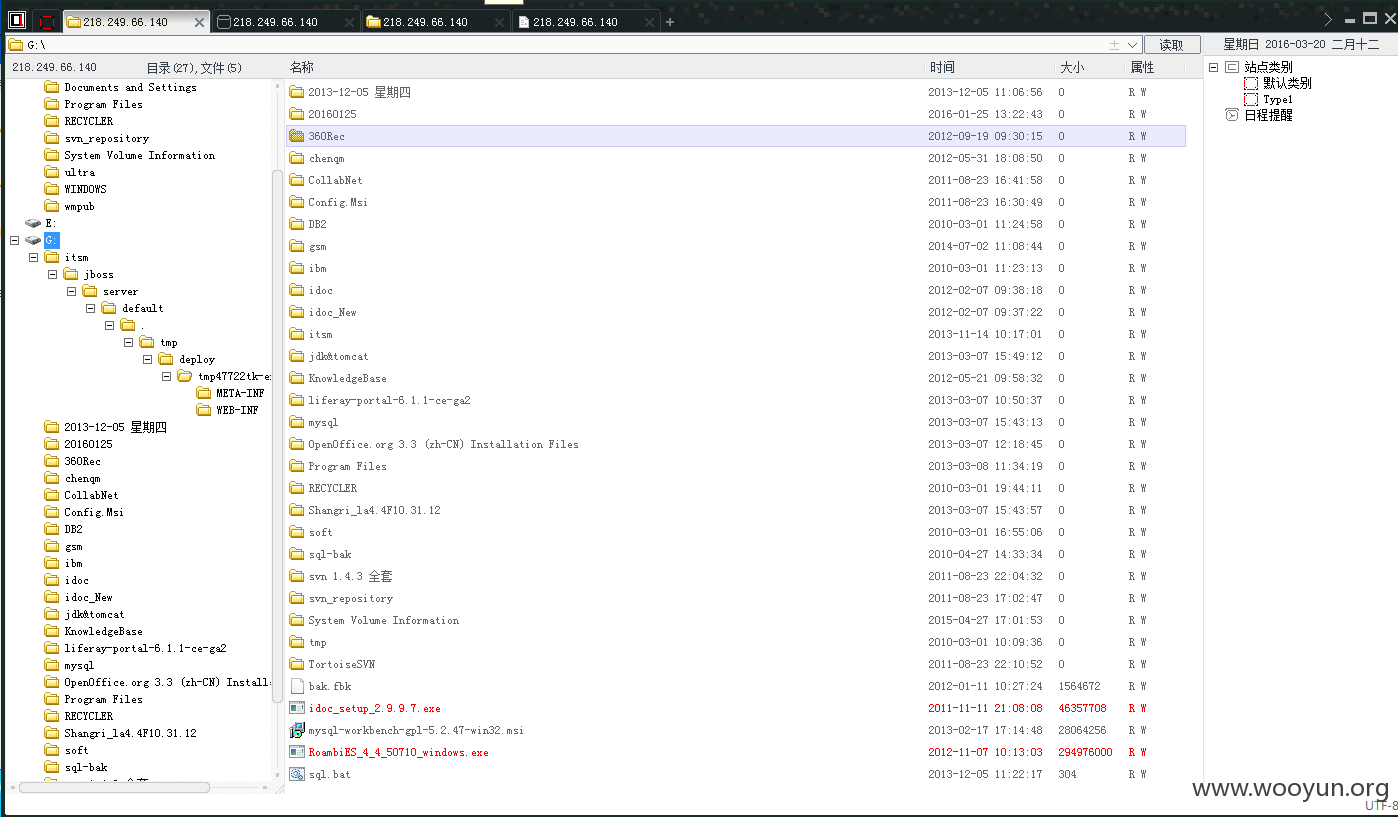 218.249.66.140
218.249.66.140
218.249.66.140
218.249.66.140
G:\
读取
星期日 2016-03-20 二月十二
218.249.66.140 目录(27),文件(5)
Documents and Settings
Program Files
RECYCLER
svn_repository
System Volume Information
ultra
WINDOWS
wmpub
E:
G:
itsm
jboss
server
default
.
tmp
deploy
tmp47722tk-e
META-INF
WEB-INF
2013-12-05 星期四
20160125
360Rec
chenqm
CollabNet
Config.Msi
DB2
gsm
ibm
idoc
idoc_New
jdk&tomcat
KnowledgeBase
liferay-portal-6.1.1-ce-ga2
mysql
OpenOffice.org 3.3 (zh-CN) Install
Program Files
RECYCLER
Shangri_la4.4F10.31.12
soft
sql-bak
名称 时间 大小 属性
2013-12-05 星期四 2013-12-05 11:06:56 0 R W
20160125 2016-01-25 13:22:43 0 R W
360Rec 2012-09-19 09:30:15 0 R W
chenqm 2012-05-31 18:08:50 0 R W
CollabNet 2011-08-23 16:41:58 0 R W
Config.Msi 2011-08-23 16:30:49 0 R W
DB2 2010-03-01 11:24:58 0 R W
gsm 2014-07-02 11:08:44 0 R W
ibm 2010-03-01 11:23:13 0 R W
idoc 2012-02-07 09:38:18 0 R W
idoc_New 2012-02-07 09:37:22 0 R W
itsm 2013-11-14 10:17:01 0 R W
jdk&tomcat 2013-03-07 15:49:12 0 R W
KnowledgeBase 2012-05-21 09:58:32 0 R W
liferay-portal-6.1.1-ce-ga2 2013-03-07 10:50:37 0 R W
mysql 2013-03-07 15:43:13 0 R W
OpenOffice.org 3.3 (zh-CN) Installation Files 2013-03-07 12:18:45 0 R W
Program Files 2013-03-08 11:34:19 0 R W
RECYCLER 2010-03-01 19:44:11 0 R W
Shangri_la4.4F10.31.12 2013-03-07 15:43:57 0 R W
soft 2010-03-01 16:55:06 0 R W
sql-bak 2010-04-27 14:33:34 0 R W
svn 1.4.3 全套 2011-08-23 22:04:32 0 R W
svn_repository 2011-08-23 17:02:47 0 R W
System Volume Information 2015-04-27 17:01:53 0 R W
tmp 2010-03-01 10:09:36 0 R W
TortoiseSVN 2011-08-23 22:10:52 0 R W
bak.fbk 2012-01-11 10:27:24 1564672 R W
idoc_setup_2.9.9.7.exe 2011-11-11 21:08:08 46357708 R W
mysql-workbench-gpl-5.2.47-win32.msi 2013-02-17 17:14:48 28064256 R W
RoambiES_4_4_50710_windows.exe 2012-11-07 10:13:03 294976000 R W
sql.bat 2013-12-05 11:22:17 304 R W
站点类别
默认类别
Type1
日程提醒
www.wooyun.org
UTF-8